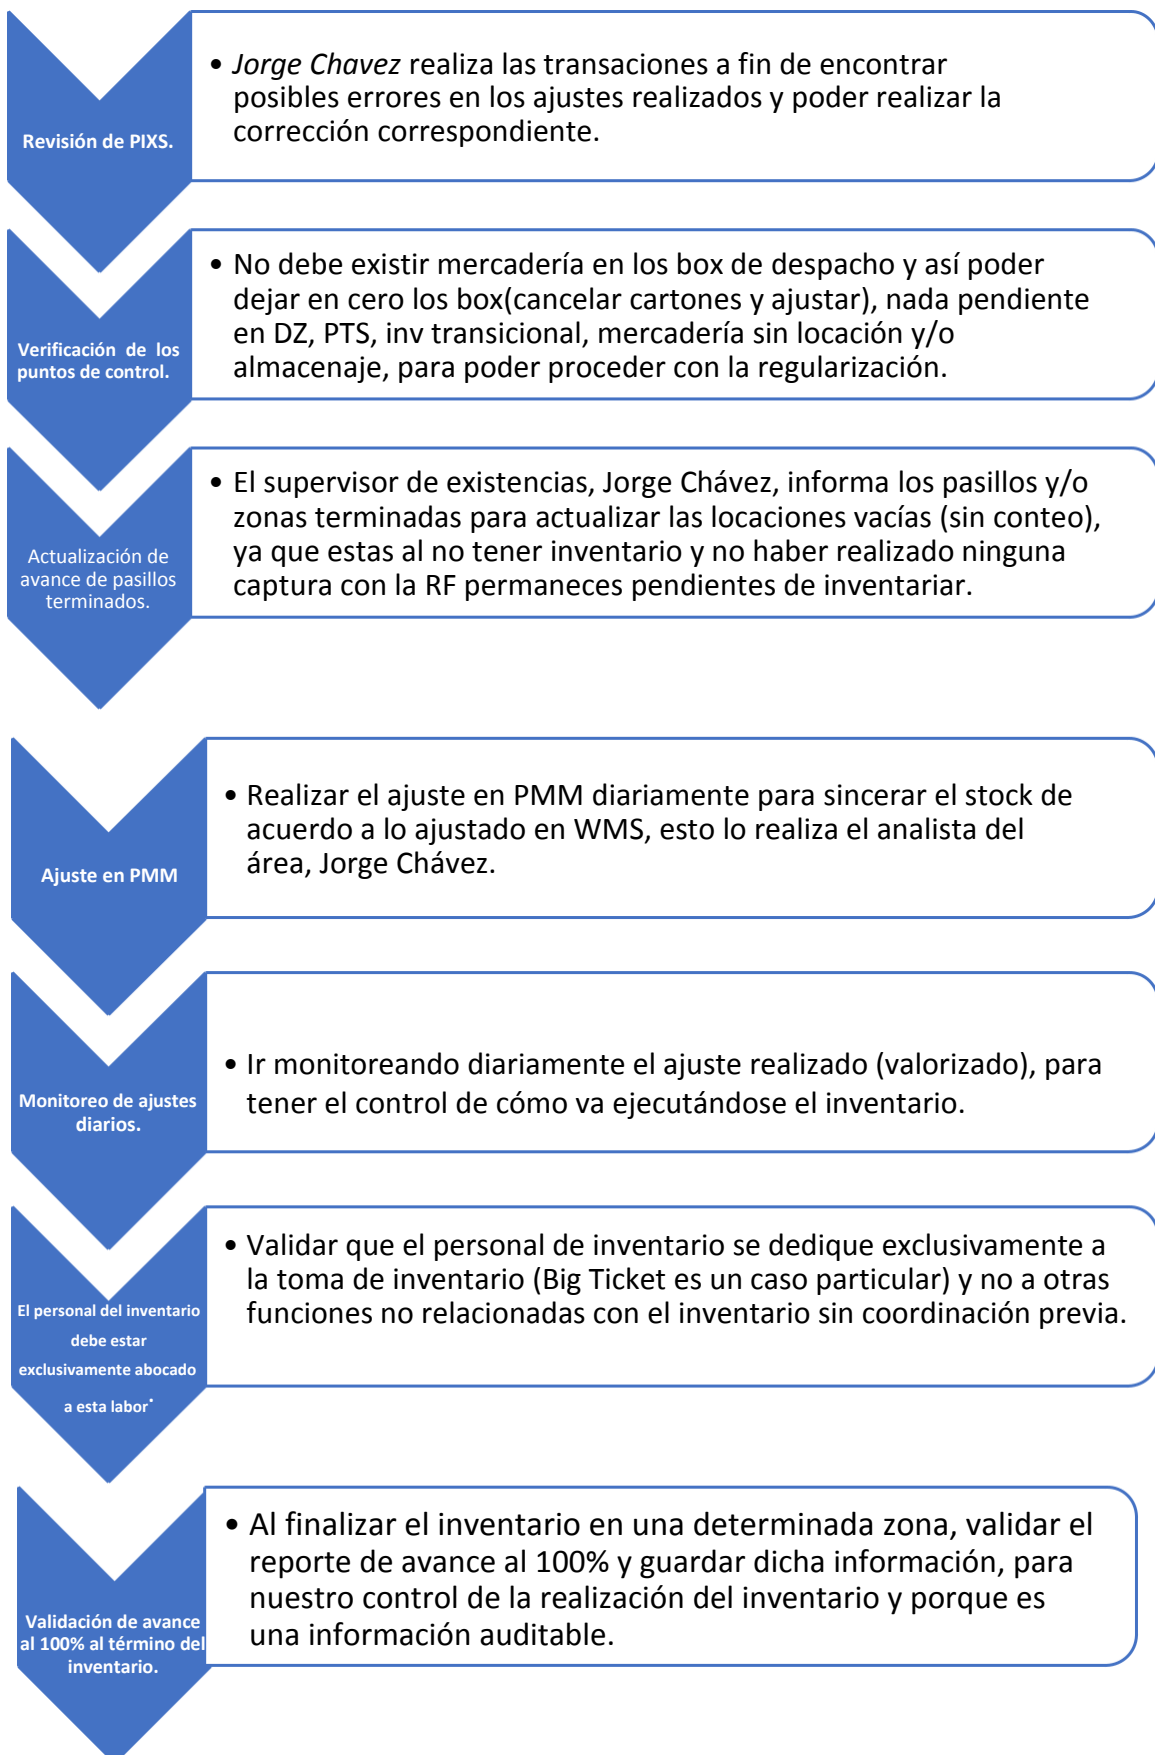 Revisión de PIXS.
• Jorge Chavez realiza las transaciones a fin de encontrar
posibles errores en los ajustes realizados y poder realizar la
corrección correspondiente.
Verificación de los
puntos de control.
• No debe existir mercadería en los box de despacho y así poder
dejar en cero los box(cancelar cartones y ajustar), nada pendiente
en DZ, PTS, inv transicional, mercadería sin locación y/o
almacenaje, para poder proceder con la regularización.
Actualización de
avance de pasillos
terminados.
• El supervisor de existencias, Jorge Chávez, informa los pasillos y/o
zonas terminadas para actualizar las locaciones vacías (sin conteo),
ya que estas al no tener inventario y no haber realizado ninguna
captura con la RF permaneces pendientes de inventariar.
Ajuste en PMM
• Realizar el ajuste en PMM diariamente para sincerar el stock de
acuerdo a lo ajustado en WMS, esto lo realiza el analista del
área, Jorge Chávez.
Monitoreo de ajustes
diarios.
• Ir monitoreando diariamente el ajuste realizado (valorizado), para
tener el control de cómo va ejecutándose el inventario.
El personal del inventario
debe estar
exclusivamente abocado
a esta labor*
• Validar que el personal de inventario se dedique exclusivamente a
la toma de inventario (Big Ticket es un caso particular) y no a otras
funciones no relacionadas con el inventario sin coordinación previa.
Validación de avance
al 100% al término del
inventario.
• Al finalizar el inventario en una determinada zona, validar el
reporte de avance al 100% y guardar dicha información, para
nuestro control de la realización del inventario y porque es
una información auditable.